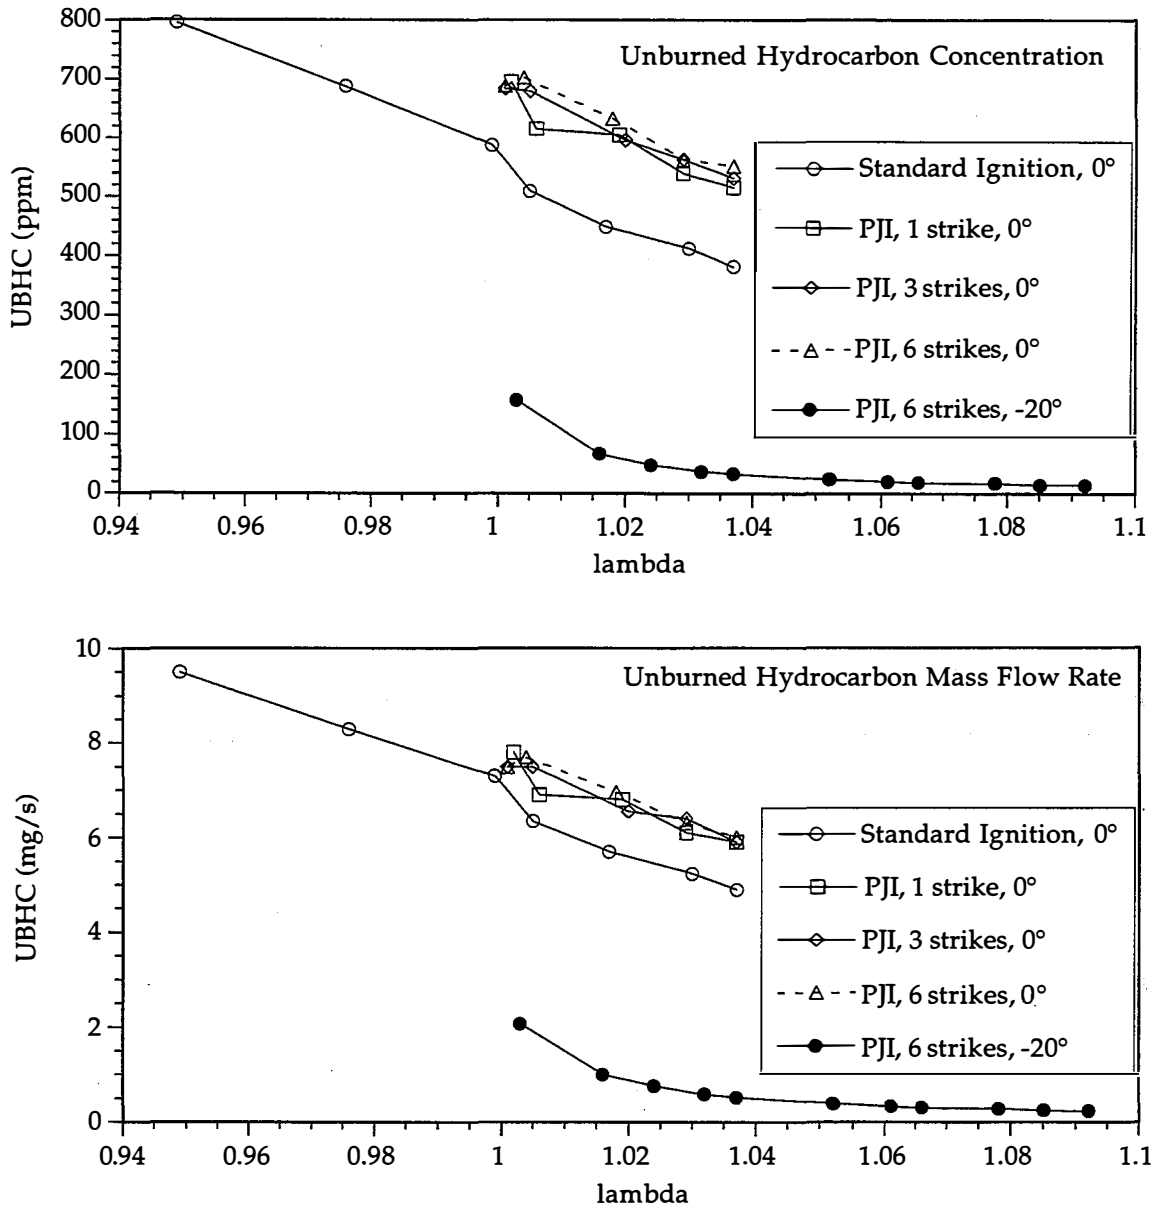 Unburned Hydrocarbon Concentration
800
700
600
500
400
300
200
100
0
UBHC (ppm)
Standard Ignition, 0°
PJI, 1 strike, 0°
PJI, 3 strikes, 0°
PJI, 6 strikes, 0°
PJI, 6 strikes, -20°
0.94 0.96 0.98 1 1.02 1.04 1.06 1.08 1.1
lambda
Unburned Hydrocarbon Mass Flow Rate
10
8
6
4
2
0
UBHC (mg/s)
Standard Ignition, 0°
PJI, 1 strike, 0°
PJI, 3 strikes, 0°
PJI, 6 strikes, 0°
PJI, 6 strikes, -20°
0.94 0.96 0.98 1 1.02 1.04 1.06 1.08 1.1
lambda